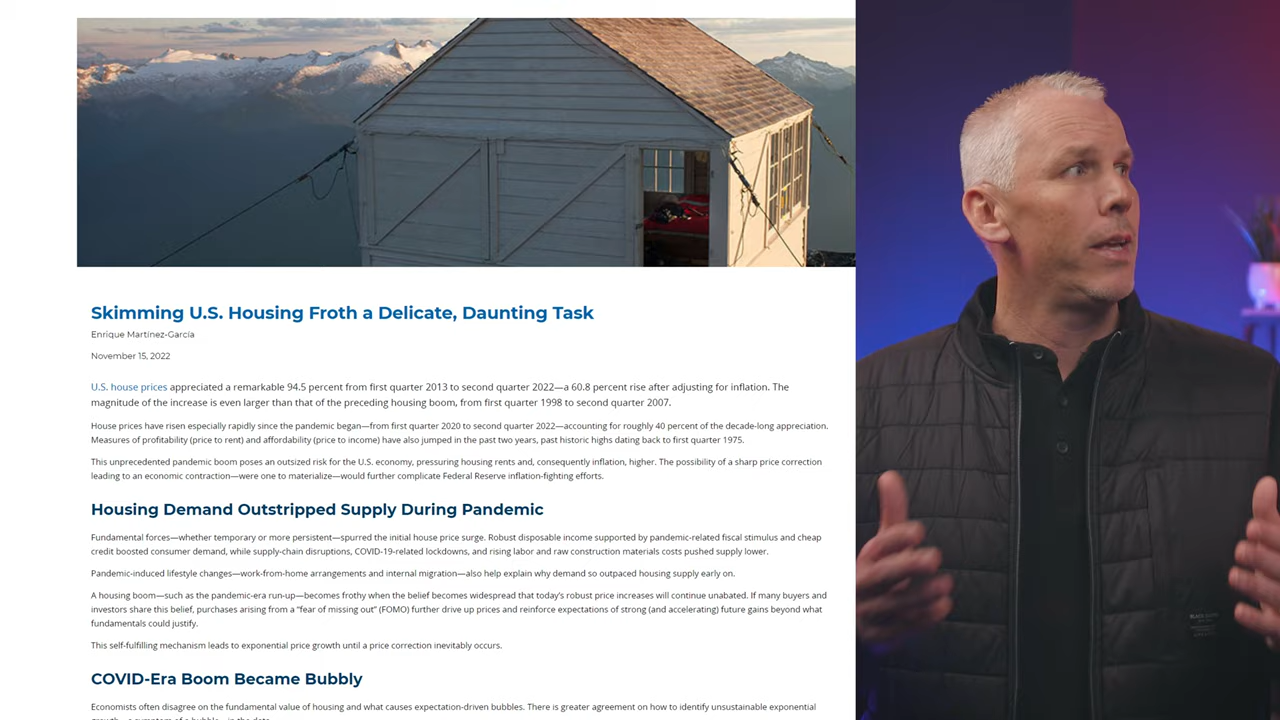 Skimming U.S. Housing Froth a Delicate, Daunting Task
Enrique Martínez-García
November 15, 2022
U.S. house prices appreciated a remarkable 94.5 percent from first quarter 2013 to second quarter 2022—a 60.8 percent rise after adjusting for inflation. The
magnitude of the increase is even larger than that of the preceding housing boom, from first quarter 1998 to second quarter 2007.
House prices have risen especially rapidly since the pandemic began—from first quarter 2020 to second quarter 2022—accounting for roughly 40 percent of the decade-long appreciation.
Measures of profitability (price to rent) and affordability (price to income) have also jumped in the past two years, past historic highs dating back to first quarter 1975.
This unprecedented pandemic boom poses an outsized risk for the U.S. economy, pressuring housing rents and, consequently inflation, higher. The possibility of a sharp price correction
leading to an economic contraction—were one to materialize—would further complicate Federal Reserve inflation-fighting efforts.
Housing Demand Outstripped Supply During Pandemic
Fundamental forces—whether temporary or more persistent—spurred the initial house price surge. Robust disposable income supported by pandemic-related fiscal stimulus and cheap
credit boosted consumer demand, while supply-chain disruptions, COVID-19-related lockdowns, and rising labor and raw construction materials costs pushed supply lower.
Pandemic-induced lifestyle changes—work-from-home arrangements and internal migration—also help explain why demand so outpaced housing supply early on.
A housing boom—such as the pandemic-era run-up—becomes frothy when the belief becomes widespread that today's robust price increases will continue unabated. If many buyers and
investors share this belief, purchases arising from a "fear of missing out" (FOMO) further drive up prices and reinforce expectations of strong (and accelerating) future gains beyond what
fundamentals could justify.
This self-fulfilling mechanism leads to exponential price growth until a price correction inevitably occurs.
COVID-Era Boom Became Bubbly
Economists often disagree on the fundamental value of housing and what causes expectation-driven bubbles. There is greater agreement on how to identify unsustainable exponential